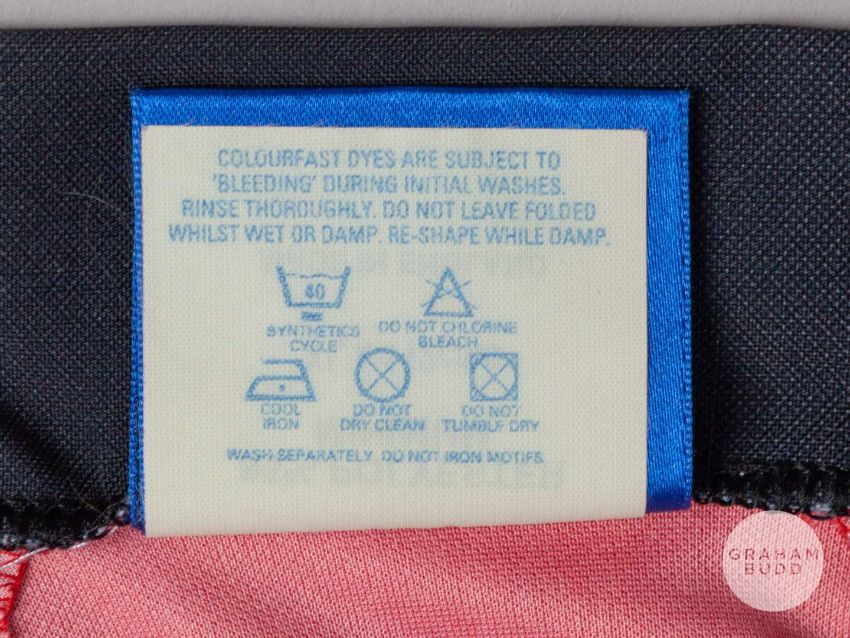 COLOURFAST DYES ARE SUBJECT TO
'BLEEDING' DURING INITIAL WASHES.
RINSE THOROUGHLY. DO NOT LEAVE FOLDED
WHILST WET OR DAMP. RE-SHAPE WHILE DAMP.
40
SYNTHETICS
CYCLE
DO NOT CHLORINE
BLEACH
COOL
IRON
DO NOT
DRY CLEAN
DO NOT
TUMBLE DRY
WASH SEPARATELY. DO NOT IRON MOTIFS.
GRAHAM
BUDD